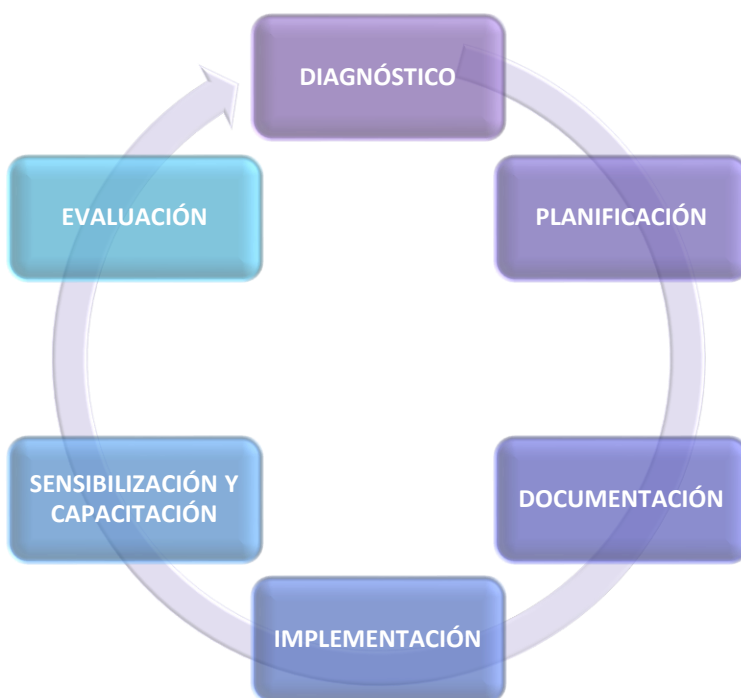 DIAGNÓSTICO
PLANIFICACIÓN
DOCUMENTACIÓN
IMPLEMENTACIÓN
SENSIBILIZACIÓN Y
CAPACITACIÓN
EVALUACIÓN